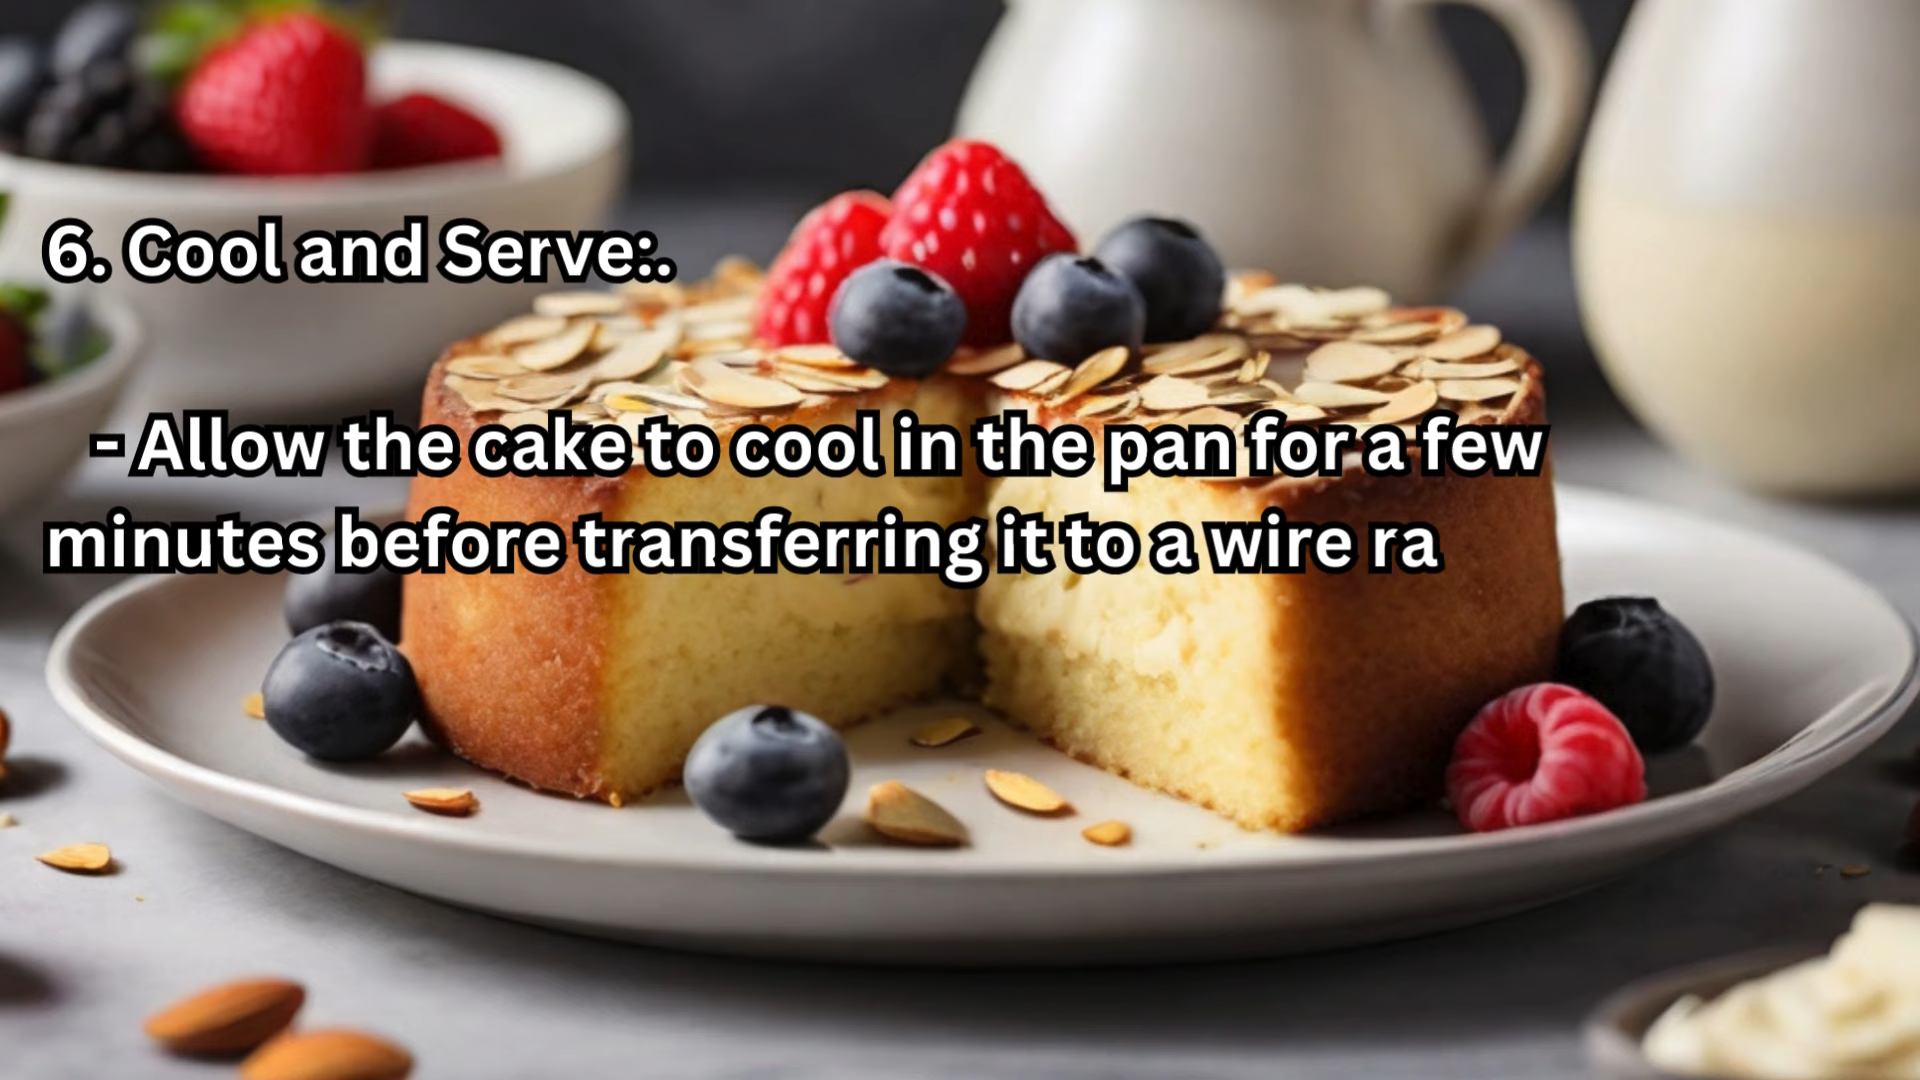 6. Cool and Serve:.
- Allow the cake to cool in the pan for a few
minutes before transferring it to a wire ra